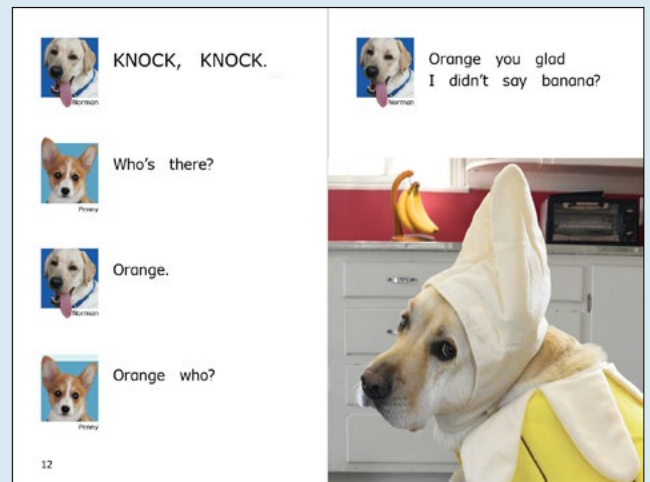 KNOCK, KNOCK.
Norman
Who's there?
Penny
Orange.
Norman
Orange who?
Penny
12
Orange you glad
I didn't say banana?
Norman